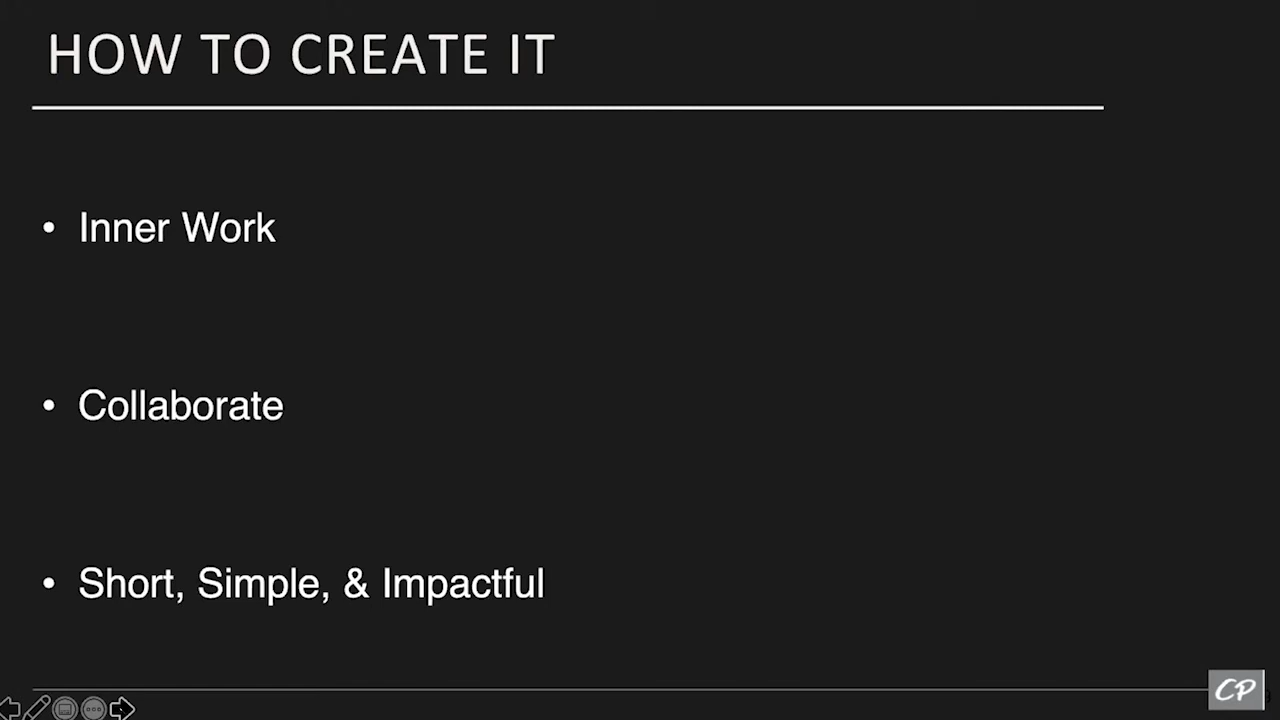 HOW TO CREATE IT
• Inner Work
• Collaborate
• Short, Simple, & Impactful
CP